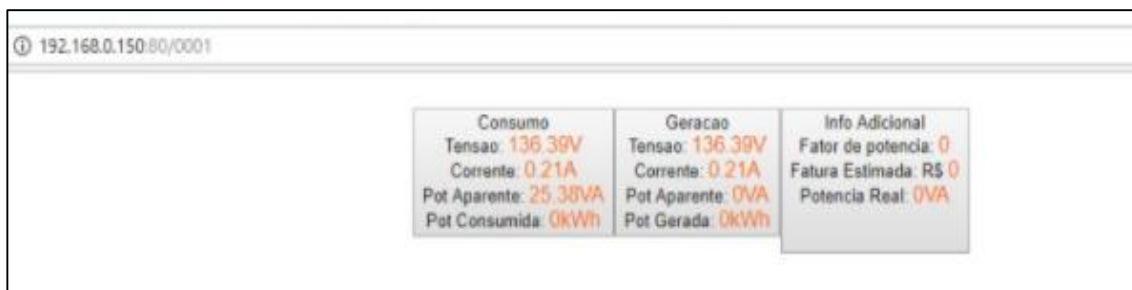 192.168.0.150:80/0001
Consumo
Tensao: 136.39V
Corrente: 0.21A
Pot Aparente: 25.38VA
Pot Consumida: 0kWh
Geracao
Tensao: 136.39V
Corrente: 0.21A
Pot Aparente: 0VA
Pot Gerada: 0kWh
Info Adicional
Fator de potencia: 0
Fatura Estimada: R$ 0
Potencia Real: 0VA